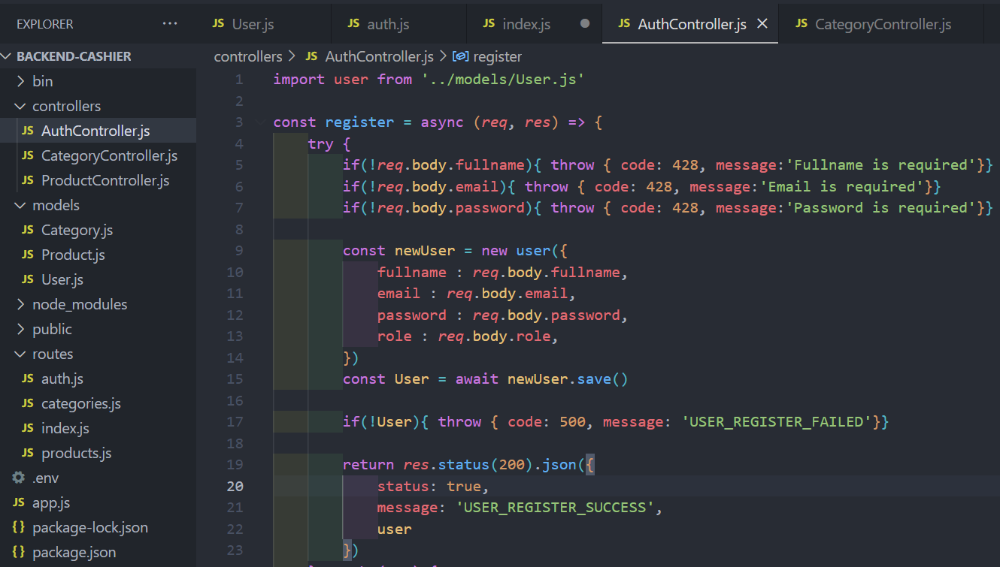 EXPLORER ...
JS User.js
JS auth.js
JS index.js
JS AuthController.js
JS CategoryController.js
BACKEND-CASHIER
bin
controllers
JS AuthController.js
JS CategoryController.js
JS ProductController.js
models
JS Category.js
JS Product.js
JS User.js
node_modules
public
routes
JS auth.js
JS categories.js
JS index.js
JS products.js
.env
JS app.js
{} package-lock.json
{} package.json
controllers > JS AuthController.js > register
1 import user from '../models/User.js'
2
3 const register = async (req, res) => {
4 try {
5 if(!req.body.fullname){ throw { code: 428, message:'Fullname is required'}}
6 if(!req.body.email){ throw { code: 428, message:'Email is required'}}
7 if(!req.body.password){ throw { code: 428, message:'Password is required'}}
8
9 const newUser = new user({
10 fullname : req.body.fullname,
11 email : req.body.email,
12 password : req.body.password,
13 role : req.body.role,
14 })
15 const User = await newUser.save()
16
17 if(!User){ throw { code: 500, message: 'USER_REGISTER_FAILED'}}
18
19 return res.status(200).json({
20 status: true,
21 message: 'USER_REGISTER_SUCCESS',
22 user
23 })